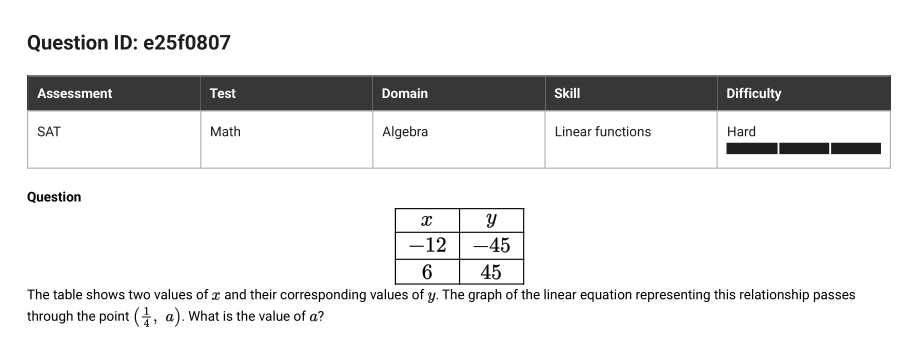 Question ID: e25f0807
Assessment Test Domain Skill Difficulty
SAT Math Algebra Linear functions Hard
Question
x y
−12 −45
6 45
The table shows two values of x and their corresponding values of y. The graph of the linear equation representing this relationship passes
through the point (1/4, a). What is the value of a?